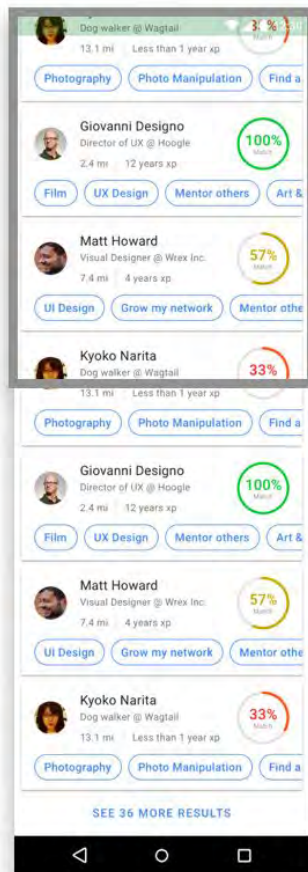 Dog walker @ Wagtail
13.1 mi Less than 1 year xp
Photography Photo Manipulation Find a
Giovanni Designo
Director of UX @ Hoogle
100%
Match
2.4 mi 12 years xp
Film UX Design Mentor others Art &
Matt Howard
Visual Designer @ Wrex Inc.
57%
Match
7.4 mi 4 years xp
UI Design Grow my network Mentor othe
Kyoko Narita
Dog walker @ Wagtail
33%
13.1 mi Less than 1 year xp
Photography Photo Manipulation Find a
Giovanni Designo
Director of UX @ Hoogle
100%
Match
2.4 mi 12 years xp
Film UX Design Mentor others Art &
Matt Howard
Visual Designer @ Wrex Inc.
57%
Match
7.4 mi 4 years xp
UI Design Grow my network Mentor othe
Kyoko Narita
Dog walker @ Wagtail
33%
Match
13.1 mi Less than 1 year xp
Photography Photo Manipulation Find a
SEE 36 MORE RESULTS